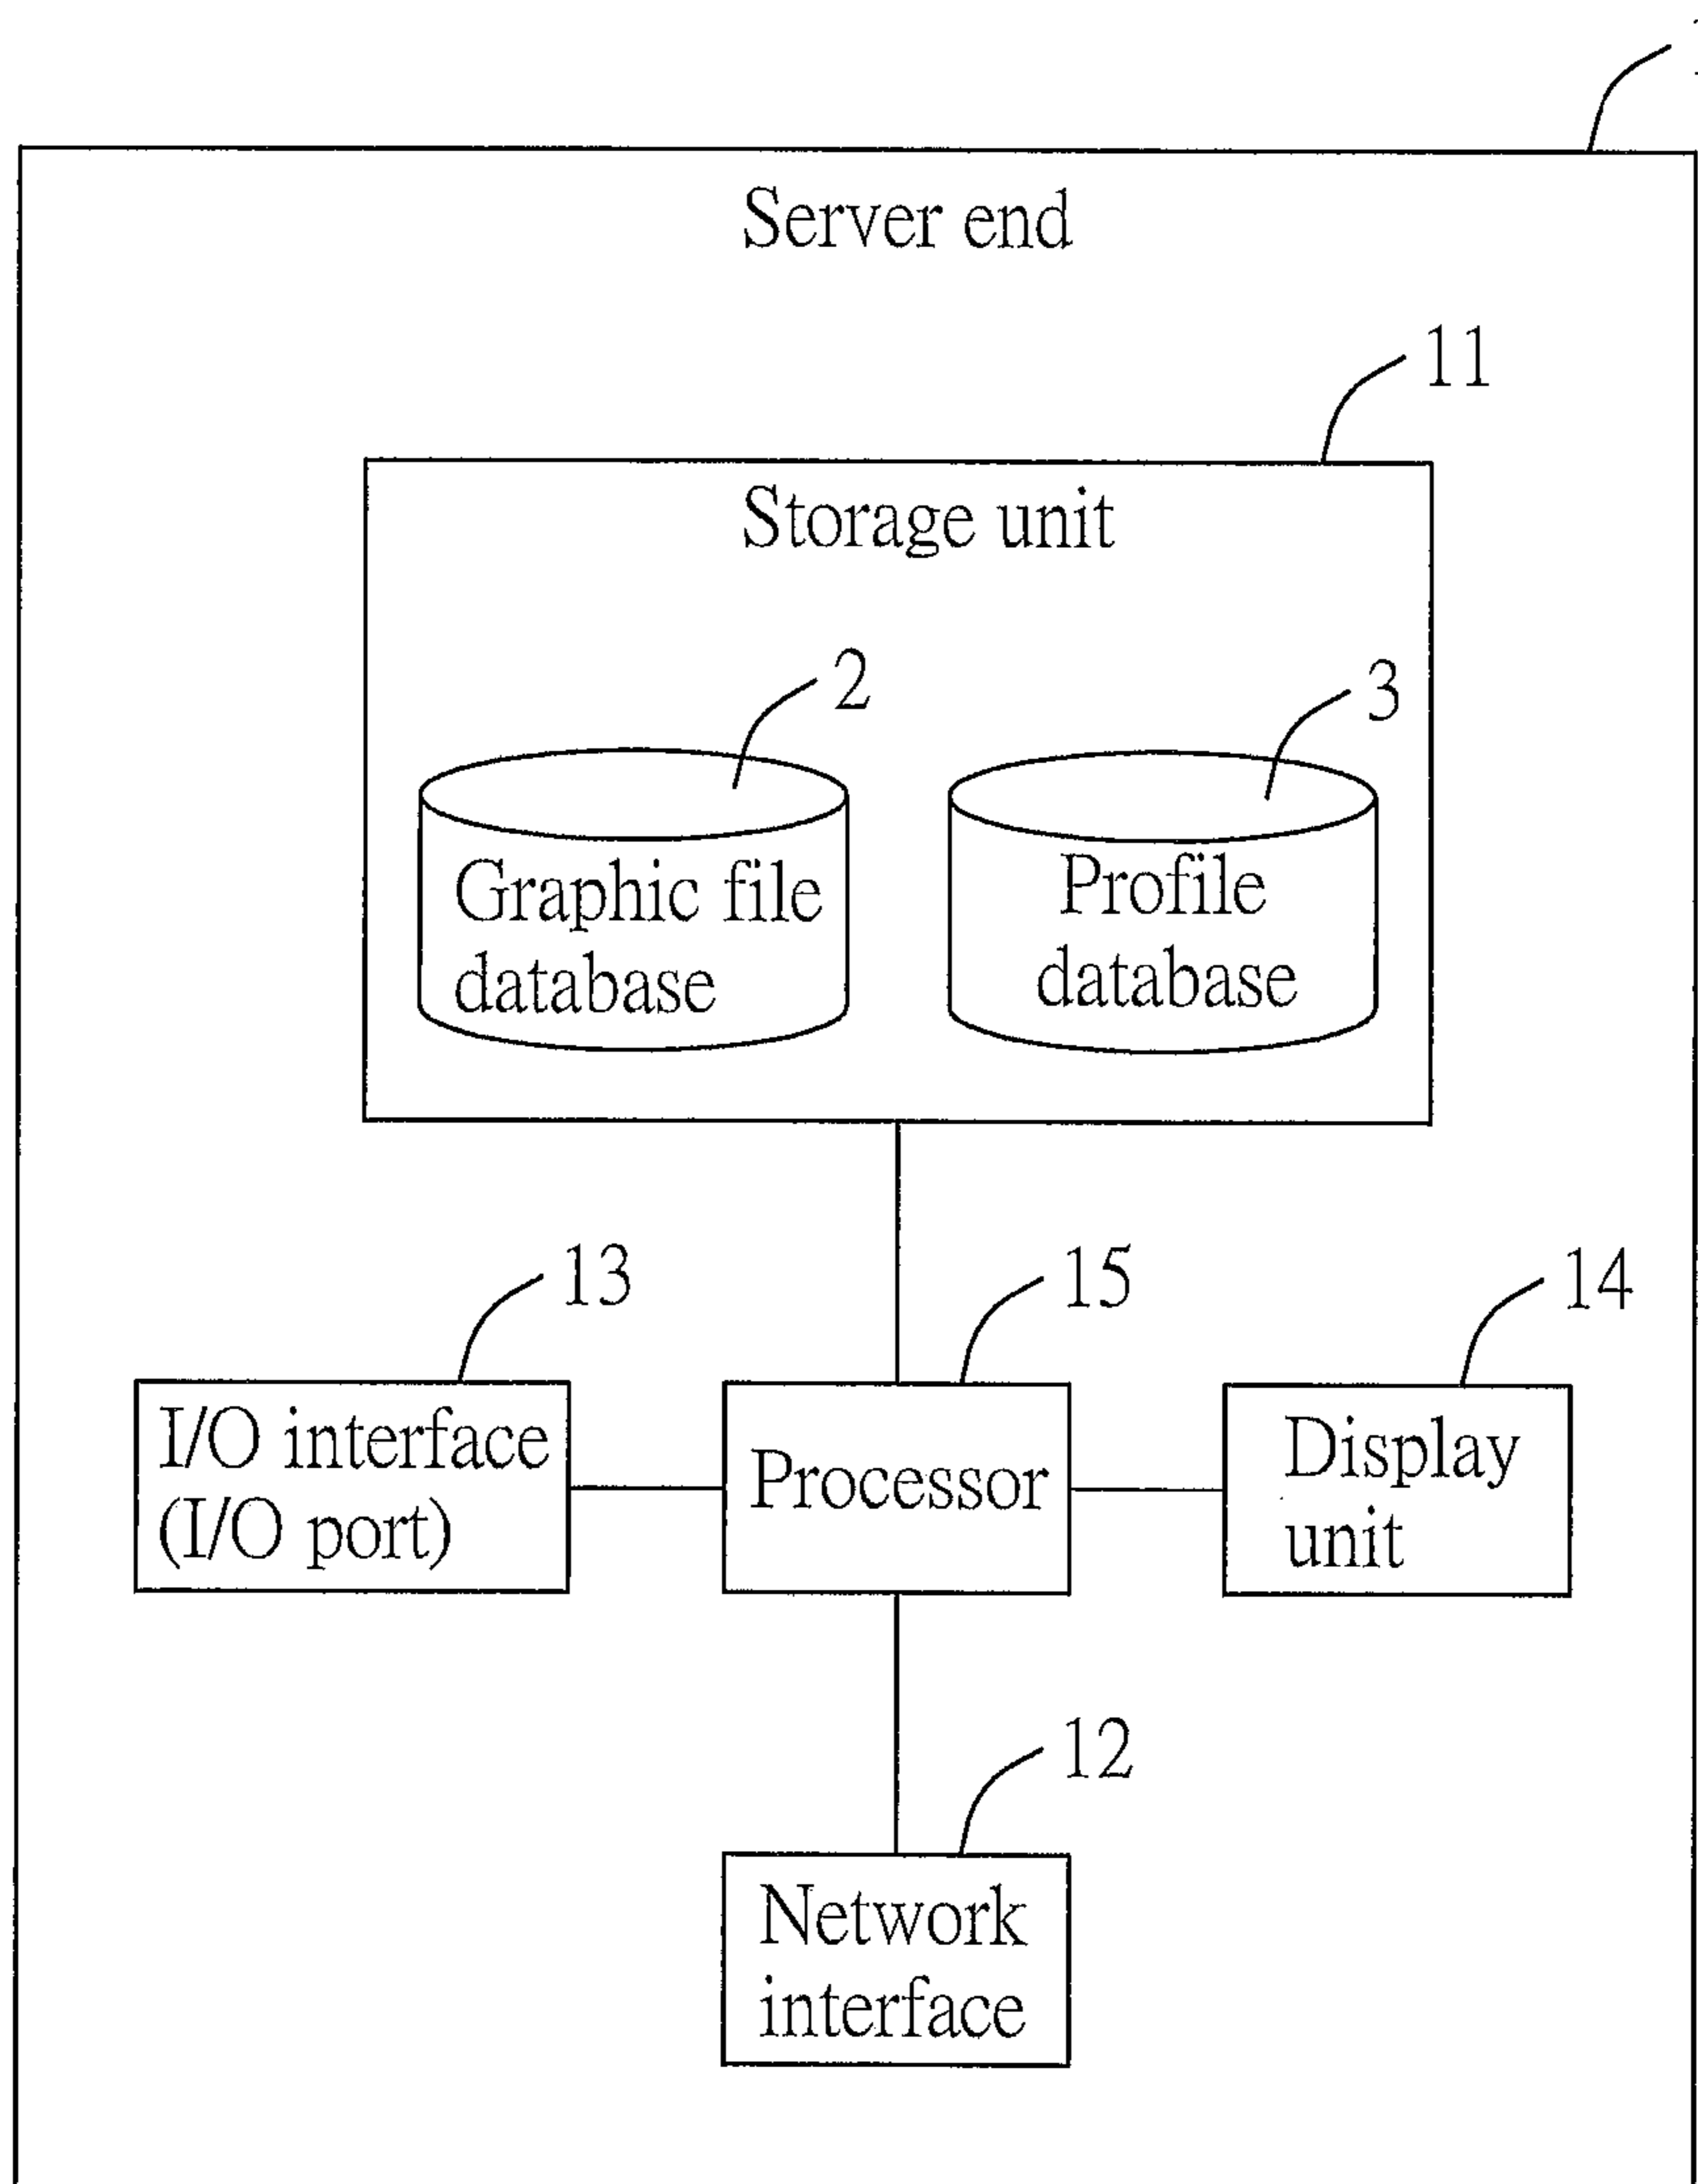 Server end
11
Storage unit
2
3
Graphic file
database
Profile
database
13
15
14
I/O interface
(I/O port)
Processor
Display
unit
12
Network
interface